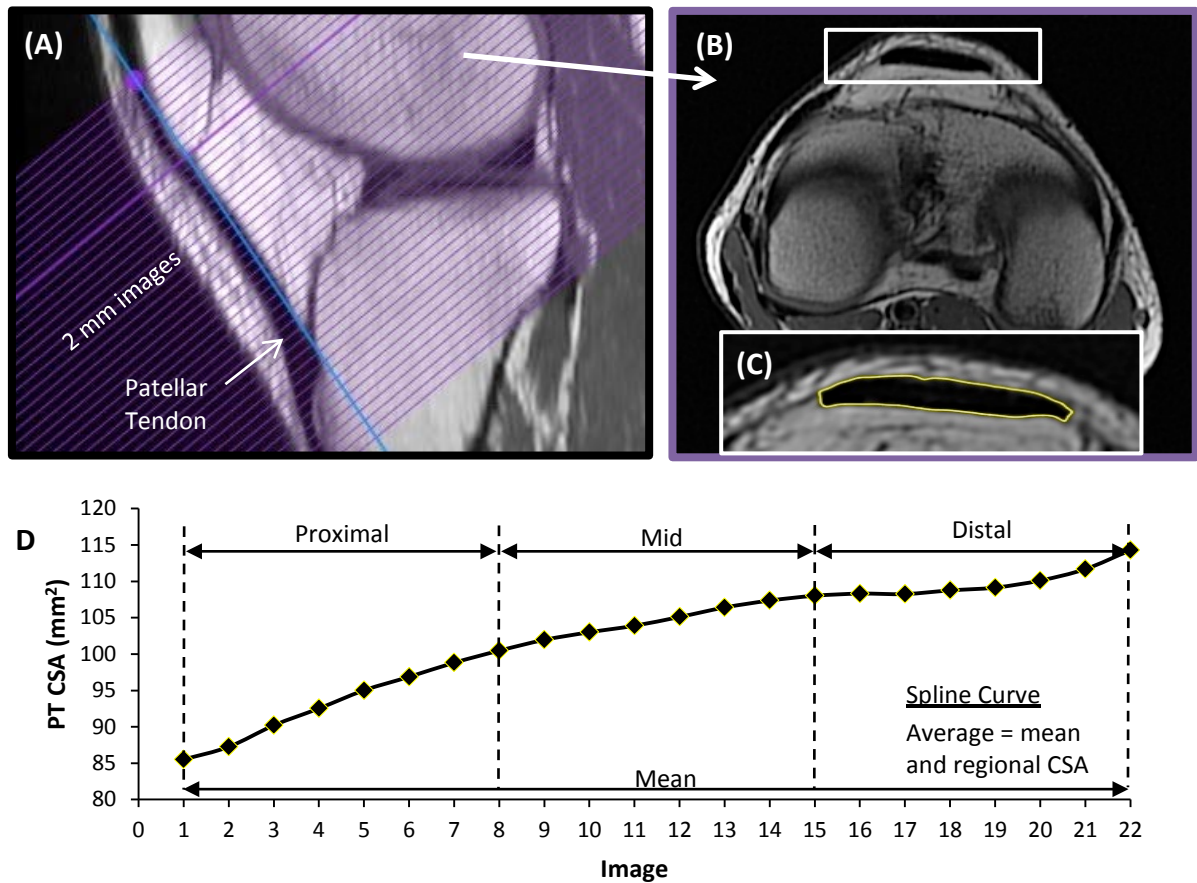 (A)
2 mm images
Patellar
Tendon
(B)
(C)
D
PT CSA (mm²)
120
115
110
105
100
95
90
85
80
Proximal
Mid
Distal
Spline Curve
Average = mean
and regional CSA
Mean
0 1 2 3 4 5 6 7 8 9 10 11 12 13 14 15 16 17 18 19 20 21 22
Image